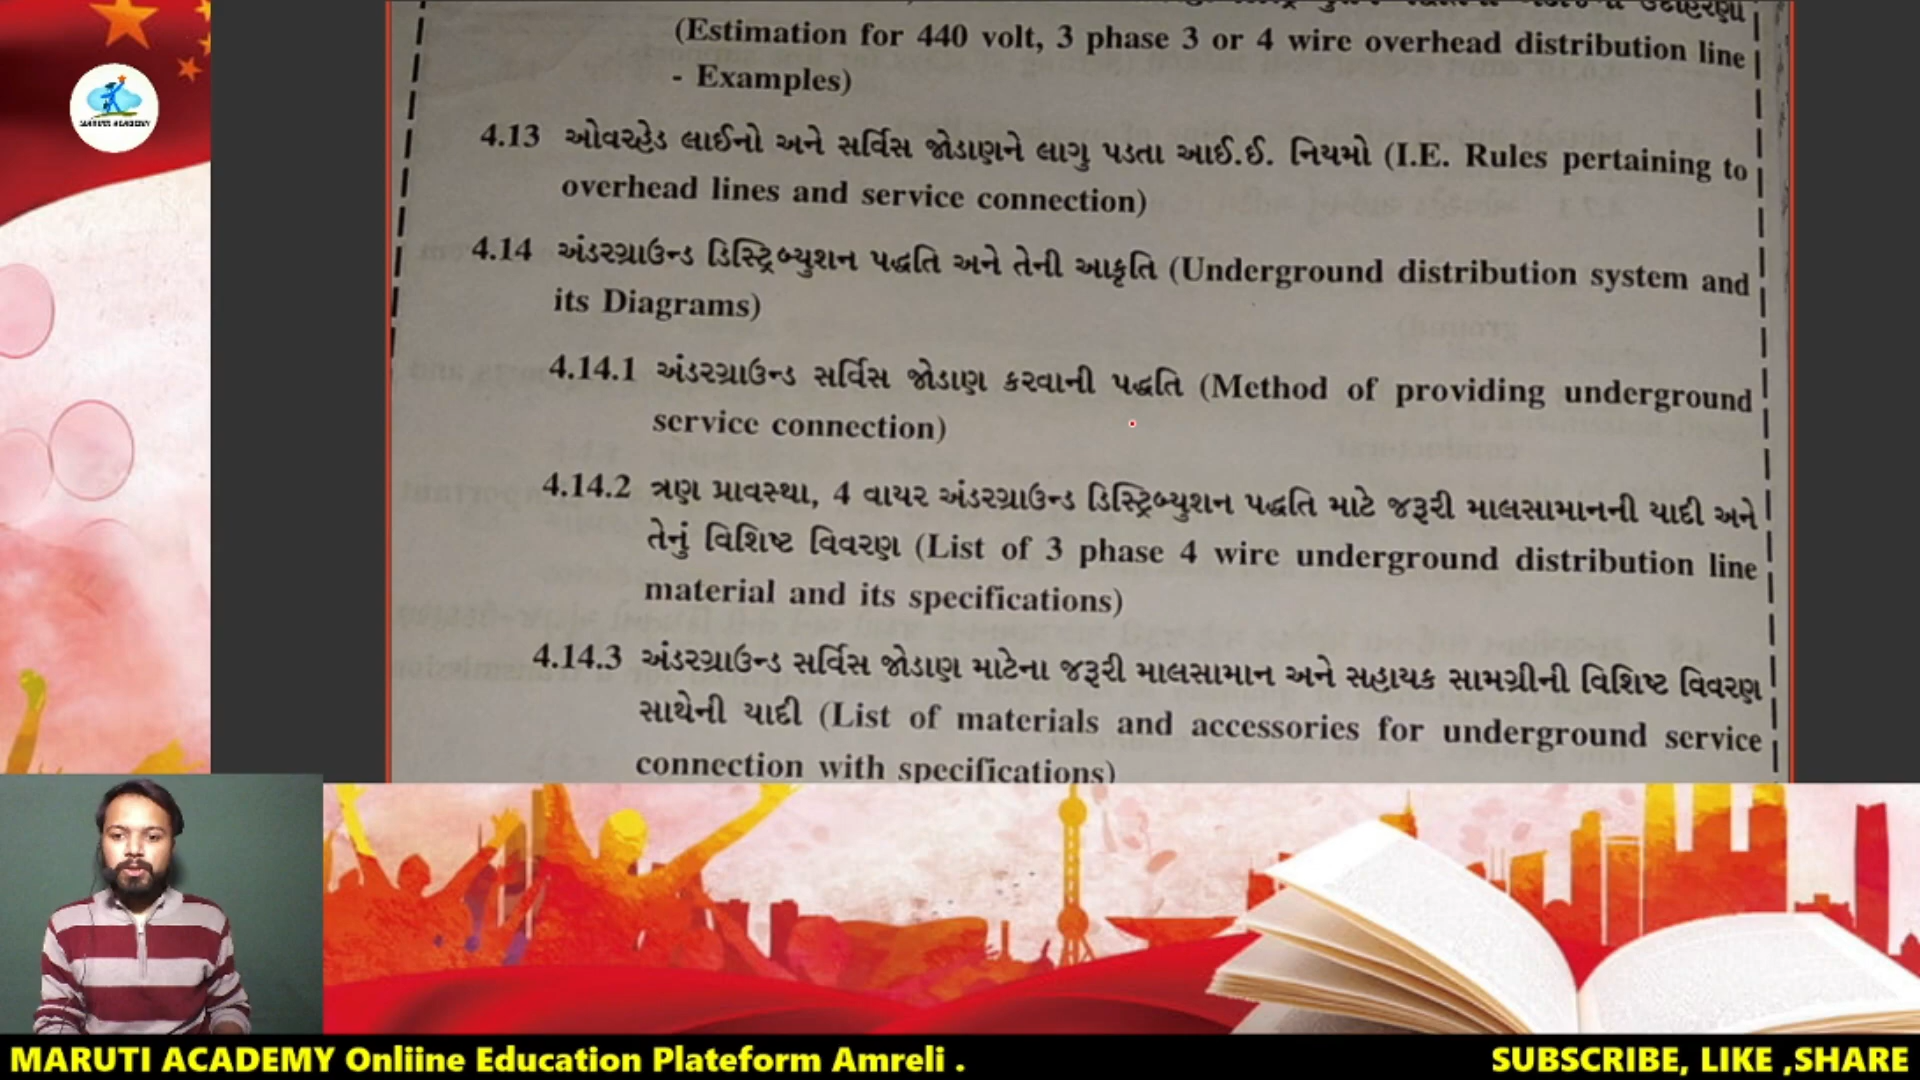 ઉદાહરણો
(Estimation for 440 volt, 3 phase 3 or 4 wire overhead distribution line
- Examples)
4.13 ઓવરહેડ લાઈનો અને સર્વિસ જોડાણને લાગુ પડતા આઈ.ઈ. નિયમો (I.E. Rules pertaining to
overhead lines and service connection)
4.14 અંડરગ્રાઉન્ડ ડિસ્ટ્રિબ્યુશન પદ્ધતિ અને તેની આકૃતિ (Underground distribution system and
its Diagrams)
4.14.1 અંડરગ્રાઉન્ડ સર્વિસ જોડાણ કરવાની પદ્ધતિ (Method of providing underground
service connection)
4.14.2 ત્રણ પ્રાવસ્થા, 4 વાયર અંડરગ્રાઉન્ડ ડિસ્ટ્રિબ્યુશન પદ્ધતિ માટે જરૂરી માલસામાનની યાદી અને
તેનું વિશિષ્ટ વિવરણ (List of 3 phase 4 wire underground distribution line
material and its specifications)
4.14.3 અંડરગ્રાઉન્ડ સર્વિસ જોડાણ માટેના જરૂરી માલસામાન અને સહાયક સામગ્રીની વિશિષ્ટ વિવરણ
સાથેની યાદી (List of materials and accessories for underground service
connection with specifications)
MARUTI ACADEMY
MARUTI ACADEMY Onliine Education Plateform Amreli .
SUBSCRIBE, LIKE ,SHARE